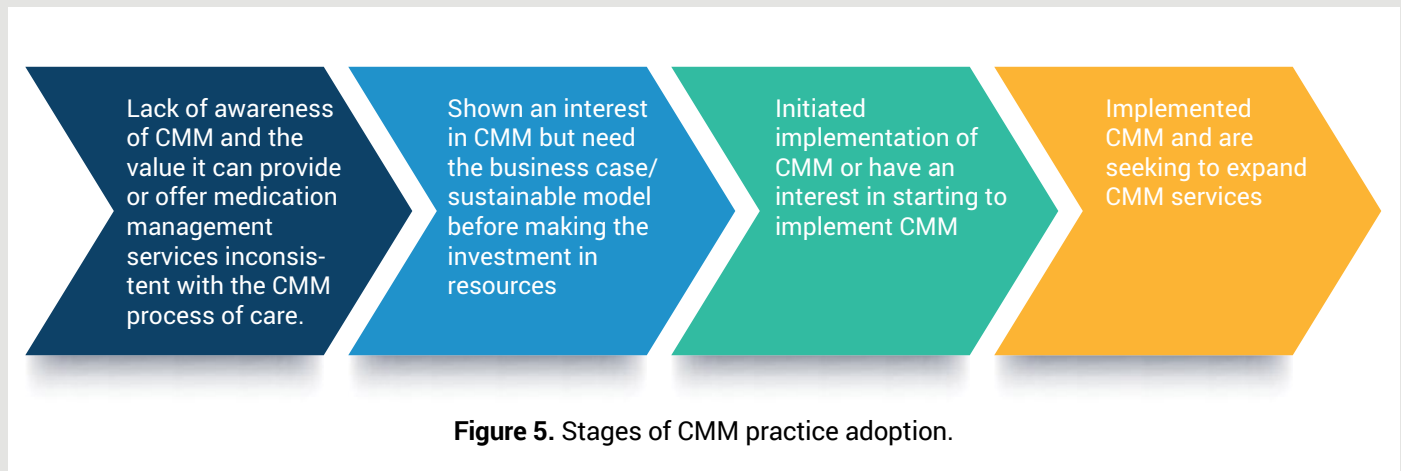 Lack of awareness
of CMM and the
value it can provide
or offer medication
management
services inconsis-
tent with the CMM
process of care.
Shown an interest
in CMM but need
the business case/
sustainable model
before making the
investment in
resources
Initiated
implementation of
CMM or have an
interest in starting to
implement CMM
Implemented
CMM and are
seeking to expand
CMM services
Figure 5. Stages of CMM practice adoption.